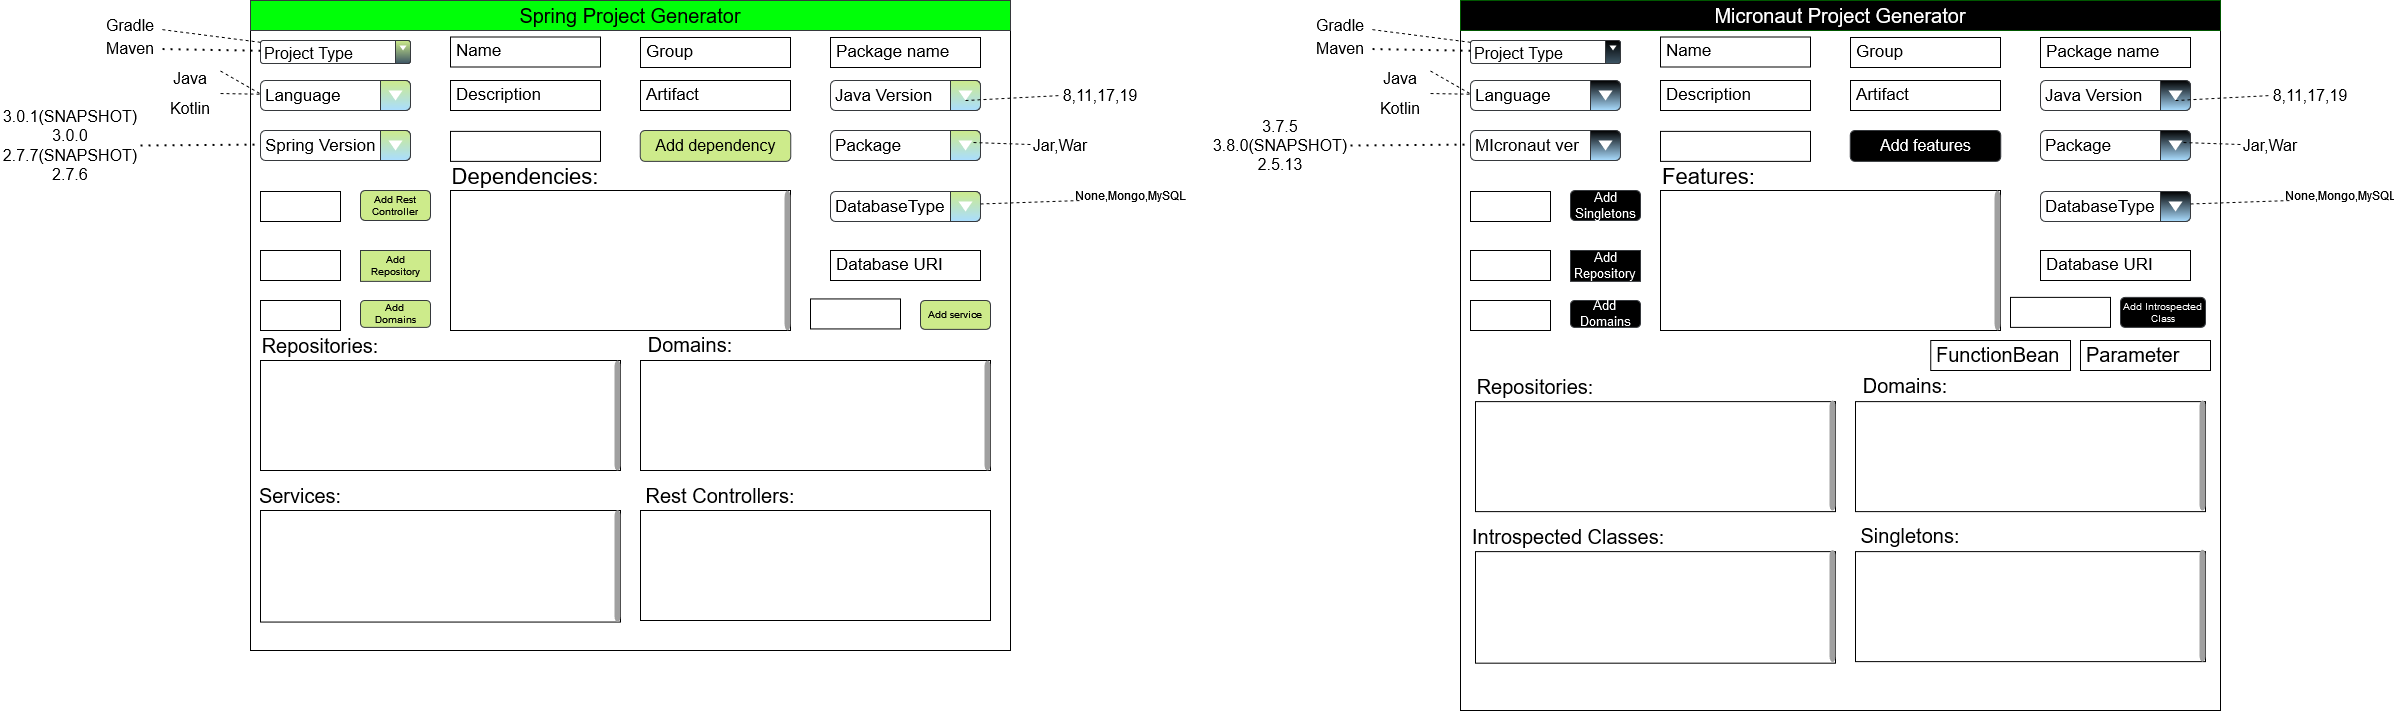 Spring Project Generator
Gradle
Maven
Project Type
Name
Group
Package name
Java
Kotlin
Language
Description
Artifact
Java Version
8,11,17,19
3.0.1(SNAPSHOT)
3.0.0
2.7.7(SNAPSHOT)
2.7.6
Spring Version
Add dependency
Package
Jar,War
Dependencies:
Add Rest
Controller
DatabaseType
None,Mongo,MySQL
Add
Repository
Database URI
Add
Domains
Add service
Repositories:
Domains:
Services:
Rest Controllers:
Micronaut Project Generator
Gradle
Maven
Project Type
Name
Group
Package name
Java
Kotlin
Language
Description
Artifact
Java Version
8,11,17,19
3.7.5
3.8.0(SNAPSHOT)
2.5.13
MIcronaut ver
Add features
Package
Jar,War
Features:
Add
Singletons
DatabaseType
None,Mongo,MySQL
Add
Repository
Database URI
Add
Domains
Add Introspected
Class
FunctionBean
Parameter
Repositories:
Domains:
Introspected Classes:
Singletons: